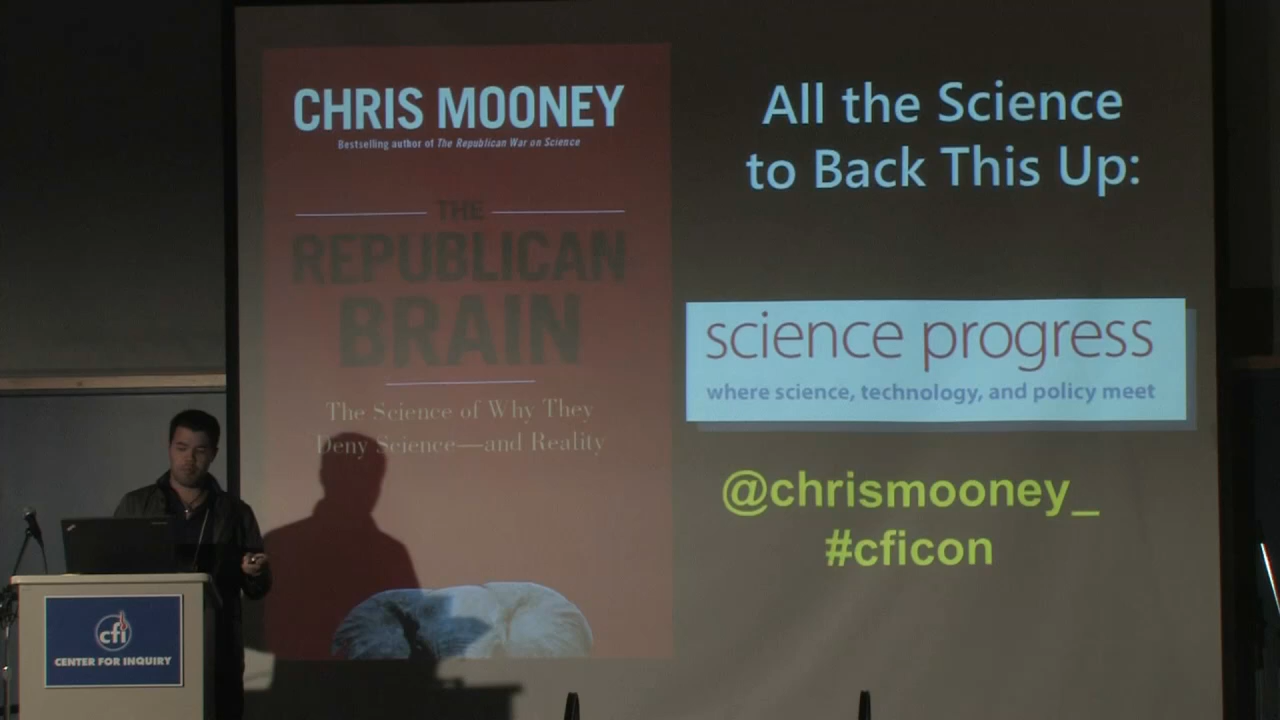 CHRIS MOONEY
Bestselling author of The Republican War on Science
THE
REPUBLICAN
BRAIN
The Science of Why They
Deny Science—and Reality
All the Science
to Back This Up:
science progress
where science, technology, and policy meet
@chrismooney_
#cficon
cfi
CENTER FOR INQUIRY